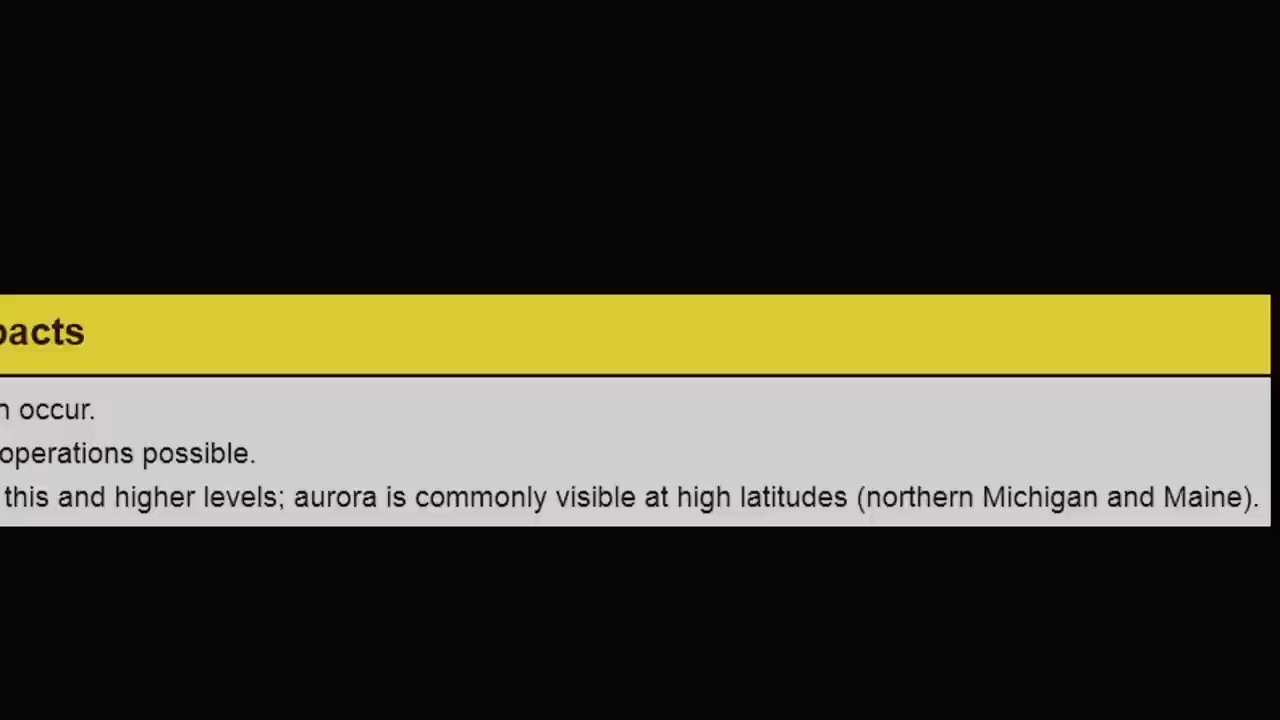 pacts
n occur.
operations possible.
this and higher levels; aurora is commonly visible at high latitudes (northern Michigan and Maine).